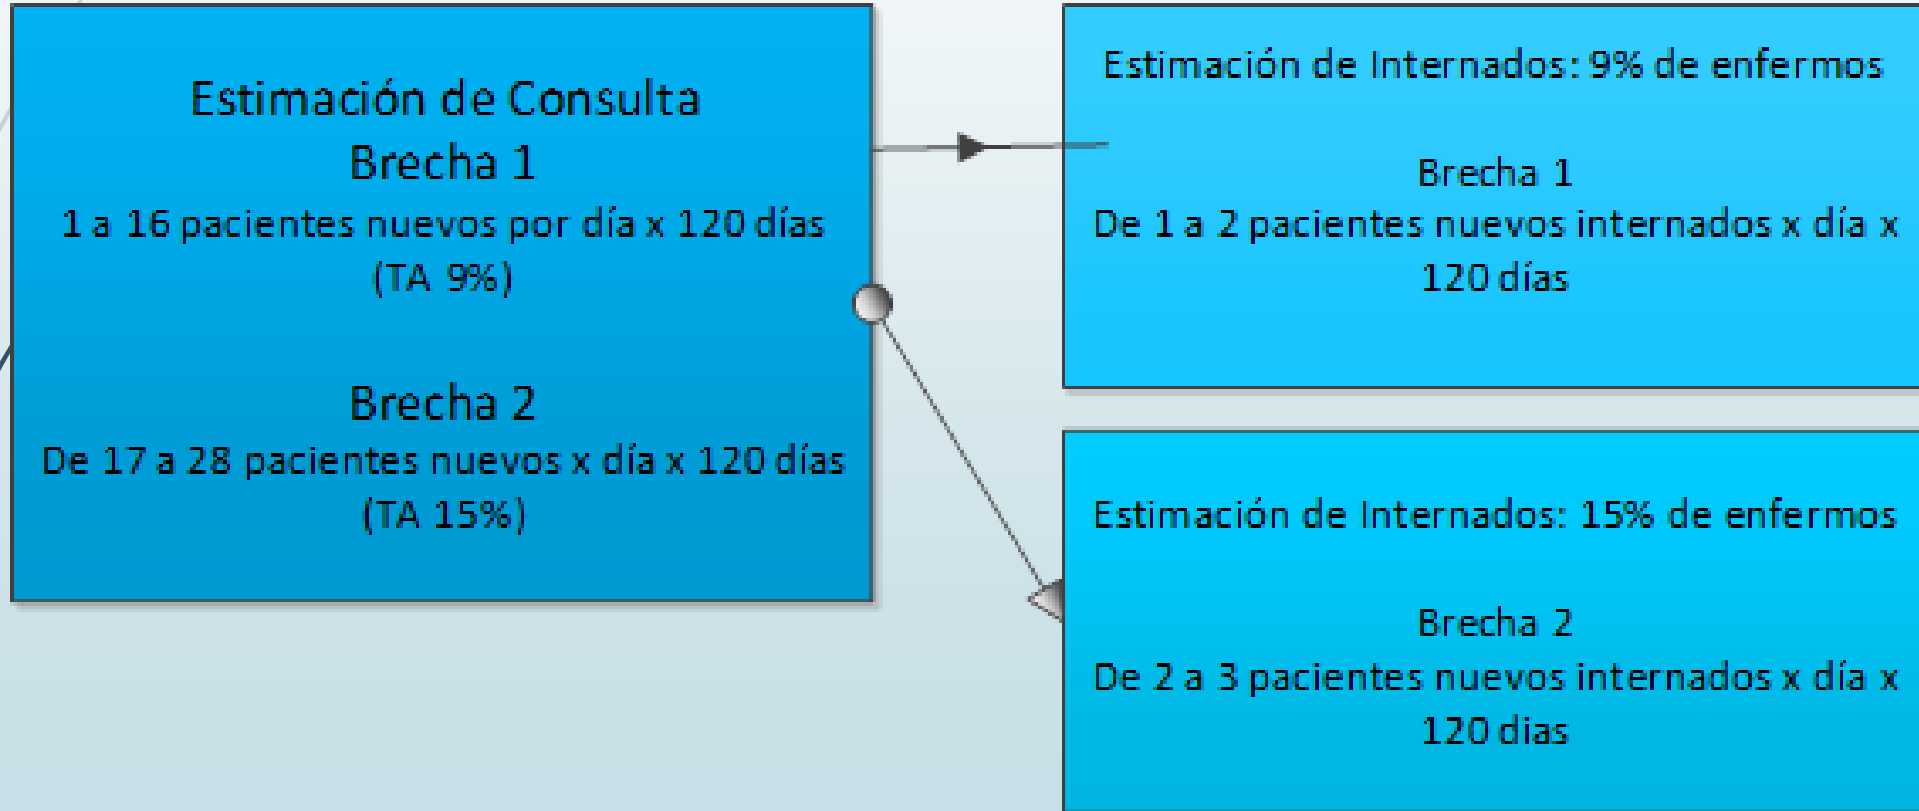 Estimación de Consulta
Brecha 1
1 a 16 pacientes nuevos por día x 120 días
(TA 9%)
Brecha 2
De 17 a 28 pacientes nuevos x día x 120 días
(TA 15%)
Estimación de Internados: 9% de enfermos
Brecha 1
De 1 a 2 pacientes nuevos internados x día x
120 días
Estimación de Internados: 15% de enfermos
Brecha 2
De 2 a 3 pacientes nuevos internados x día x
120 dias